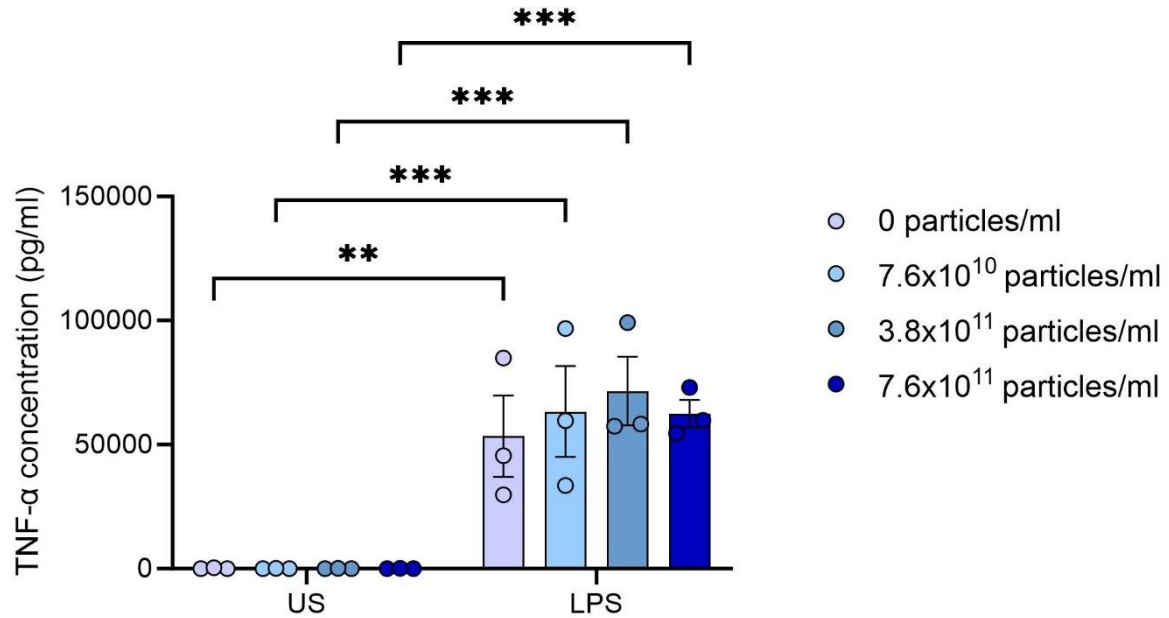 ***
***
***
**
TNF-α concentration (pg/ml)
150000
100000
50000
0
US
LPS
0 particles/ml
7.6x10¹⁰ particles/ml
3.8x10¹¹ particles/ml
7.6x10¹¹ particles/ml